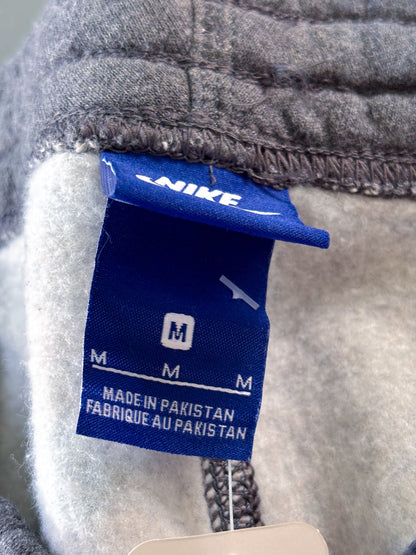 NIKE
M
M M M
MADE IN PAKISTAN
FABRIQUE AU PAKISTAN